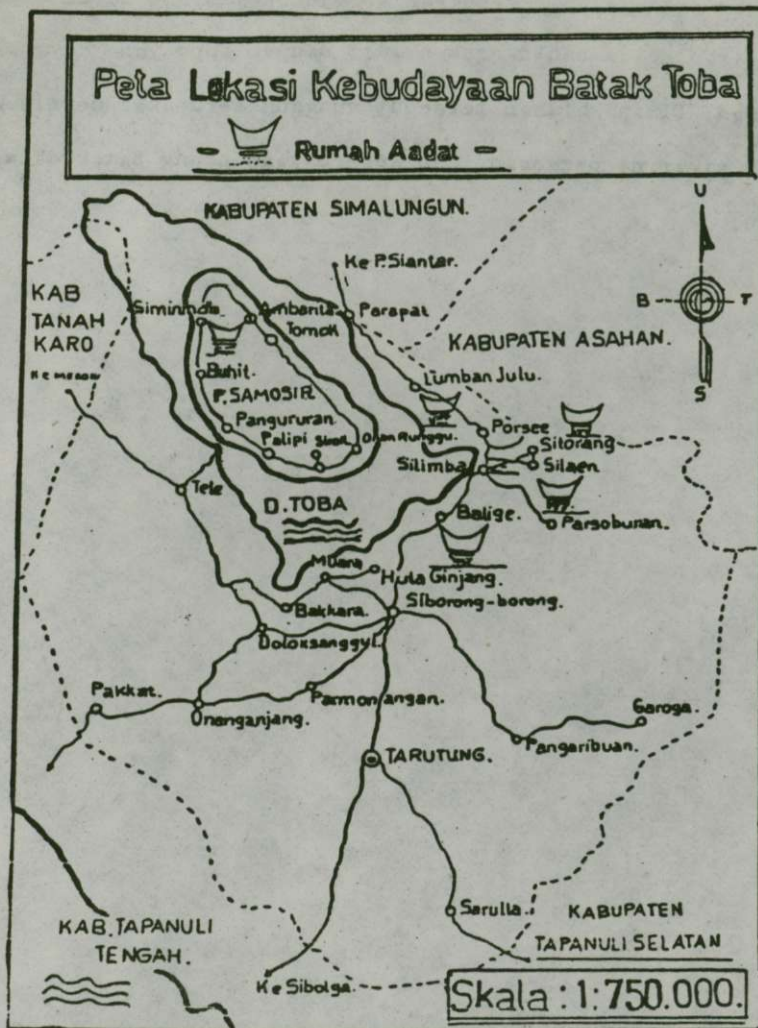 Peta Lokasi Kebudayaan Batak Toba
Rumah Aadat
KABUPATEN SIMALUNGUN.
U
Ke P. Siantar.
KAB
TANAH
KARO
Ambarita
Tomok
Parapat
B
T
KABUPATEN ASAHAN.
S
Lumban Julu.
Buhit
P. SAMOSIR
Pangururan
Palipi
Runggu.
Porsee
Sitorang
Silimba
Silaen
Tele
D. TOBA
Balige.
Parsoburan.
Muara
Huta Ginjang.
Bakkara.
Siborong-borong.
Doloksanggul.
Pakkat.
Onanganjang.
Parmonangan.
Garoga.
Pangaribuan.
TARUTUNG.
Sarulla.
KAB. TAPANULI
TENGAH.
KABUPATEN
TAPANULI SELATAN
Ke Sibolga.
Skala : 1:750.000.